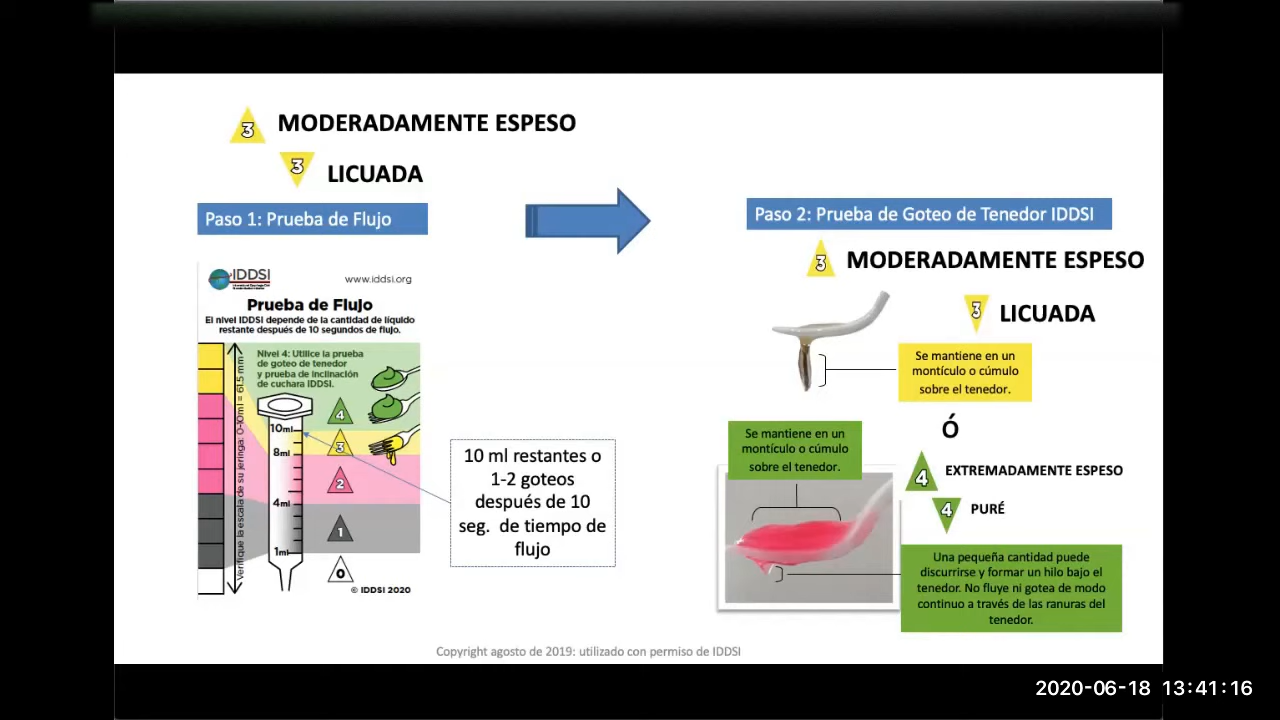 3 MODERADAMENTE ESPESO
3 LICUADA
Paso 1: Prueba de Flujo
IDDSI
www.iddsi.org
Prueba de Flujo
El nivel IDDSI depende de la cantidad de líquido
restante después de 10 segundos de flujo.
Verifique la escala de su jeringa: 0-10ml = 61.5 mm
Nivel 4: Utilice la prueba
de goteo de tenedor
y prueba de inclinación
de cuchara IDDSI.
4
10ml
3
8ml
2
4ml
1
1ml
0
© IDDSI 2020
10 ml restantes o
1-2 goteos
después de 10
seg. de tiempo de
flujo
Paso 2: Prueba de Goteo de Tenedor IDDSI
3 MODERADAMENTE ESPESO
3 LICUADA
Se mantiene en un
montículo o cúmulo
sobre el tenedor.
Ó
Se mantiene en un
montículo o cúmulo
sobre el tenedor.
4 EXTREMADAMENTE ESPESO
4 PURÉ
Una pequeña cantidad puede
discurrirse y formar un hilo bajo el
tenedor. No fluye ni gotea de modo
continuo a través de las ranuras del
tenedor.
Copyright agosto de 2019: utilizado con permiso de IDDSI
2020-06-18 13:41:16